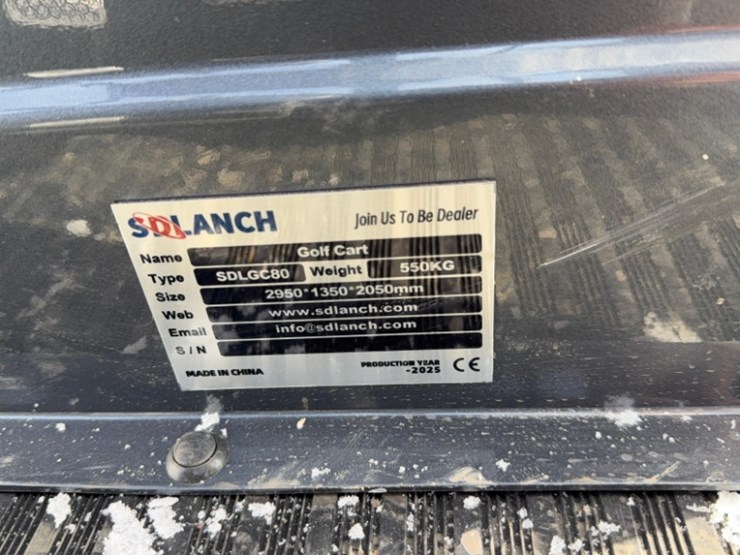 SDLANCH
Join Us To Be Dealer
Name Golf Cart
Type SDLGC80 Weight 550KG
Size 2950*1350*2050mm
Web www.sdlanch.com
Email info@sdlanch.com
S/N
MADE IN CHINA
PRODUCTION YEAR
-2025 CE